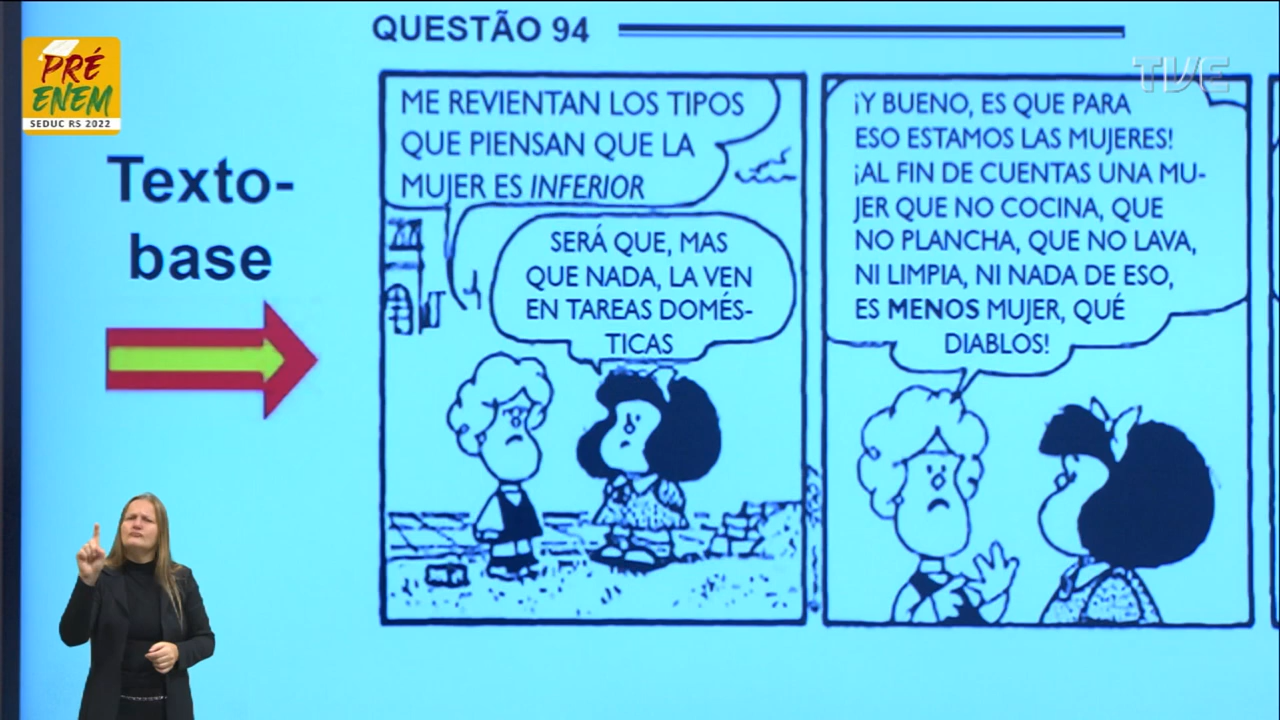 QUESTÃO 94
PRÉ
ENEM
SEDUC RS 2022
TVE
Texto-
base
ME REVIENTAN LOS TIPOS
QUE PIENSAN QUE LA
MUJER ES INFERIOR
SERÁ QUE, MAS
QUE NADA, LA VEN
EN TAREAS DOMÉS-
TICAS
¡Y BUENO, ES QUE PARA
ESO ESTAMOS LAS MUJERES!
¡AL FIN DE CUENTAS UNA MU-
JER QUE NO COCINA, QUE
NO PLANCHA, QUE NO LAVA,
NI LIMPIA, NI NADA DE ESO,
ES MENOS MUJER, QUÉ
DIABLOS!